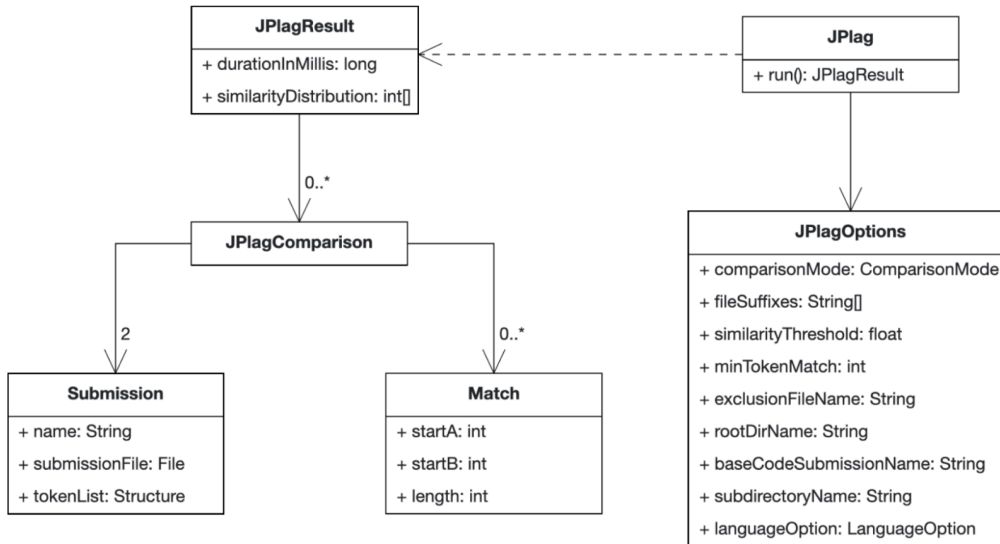 JPlagResult
+ durationInMillis: long
+ similarityDistribution: int[]
JPlag
+ run(): JPlagResult
0..*
JPlagComparison
2
0..*
JPlagOptions
+ comparisonMode: ComparisonMode
+ fileSuffixes: String[]
+ similarityThreshold: float
+ minTokenMatch: int
+ exclusionFileName: String
+ rootDirName: String
+ baseCodeSubmissionName: String
+ subdirectoryName: String
+ languageOption: LanguageOption
Submission
+ name: String
+ submissionFile: File
+ tokenList: Structure
Match
+ startA: int
+ startB: int
+ length: int